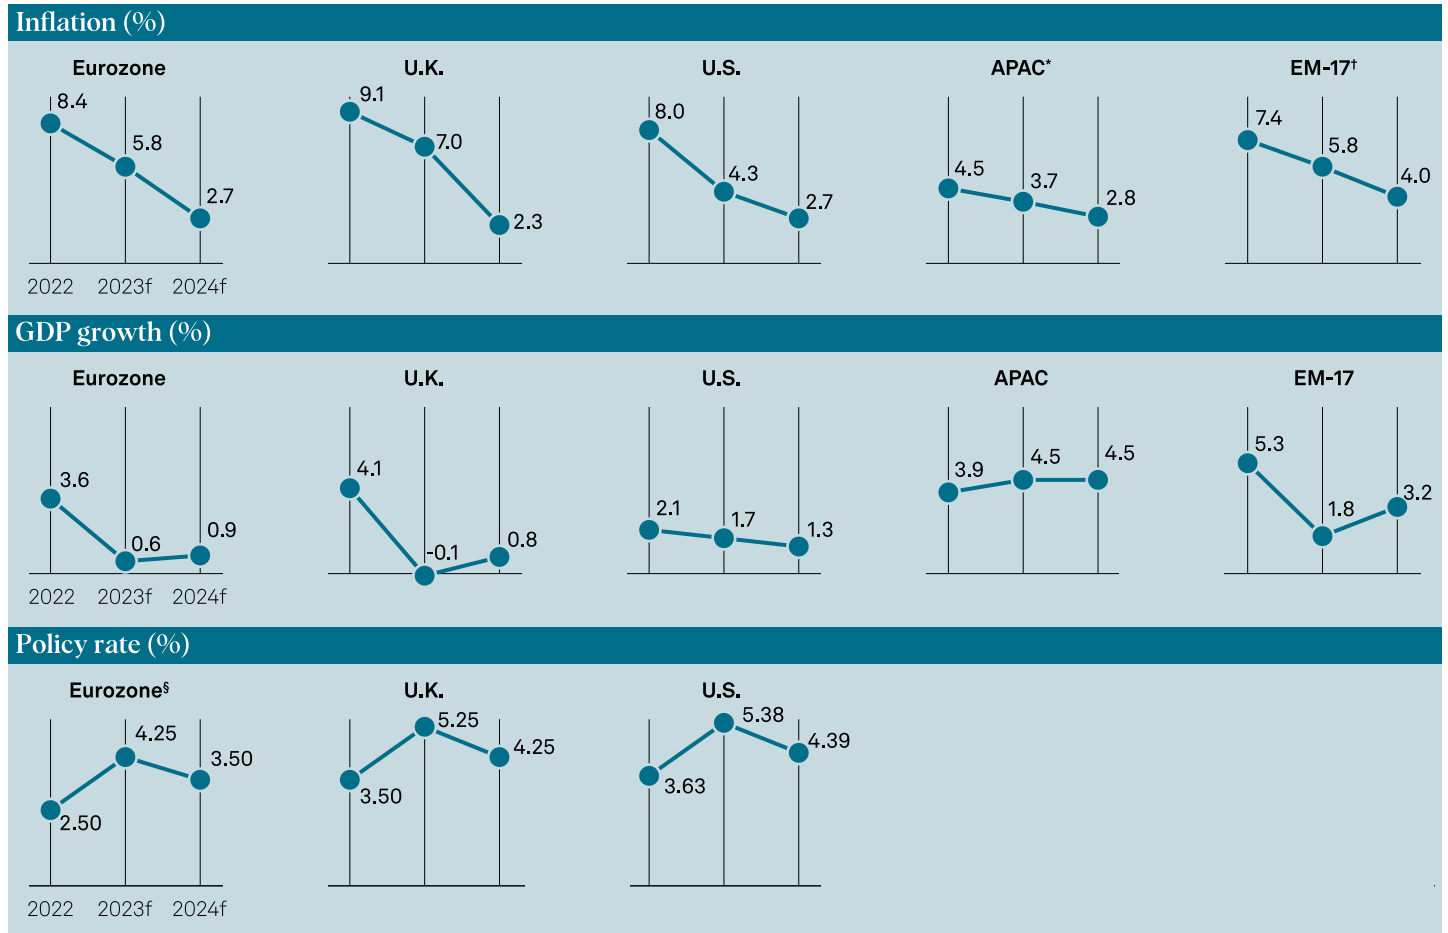 Inflation (%)
Eurozone U.K. U.S. APAC* EM-17†
8.4 9.1 8.0 7.4
5.8 7.0 4.3 4.5 3.7 2.8 5.8 4.0
2.7 2.3 2.7
2022 2023f 2024f
GDP growth (%)
Eurozone U.K. U.S. APAC EM-17
3.6 4.1 3.9 4.5 4.5 5.3
0.6 0.9 -0.1 0.8 2.1 1.7 1.3 1.8 3.2
2022 2023f 2024f
Policy rate (%)
Eurozone§ U.K. U.S.
4.25 3.50 5.25 4.25 5.38 4.39
2.50 3.50 3.63
2022 2023f 2024f